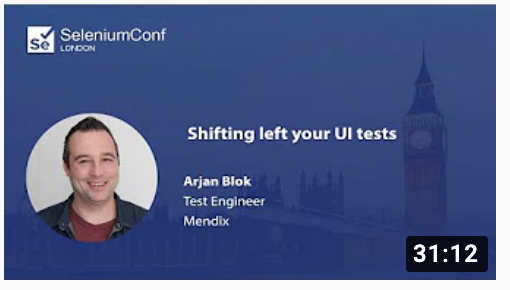 Se
SeleniumConf
LONDON
Shifting left your UI tests
Arjan Blok
Test Engineer
Mendix
31:12